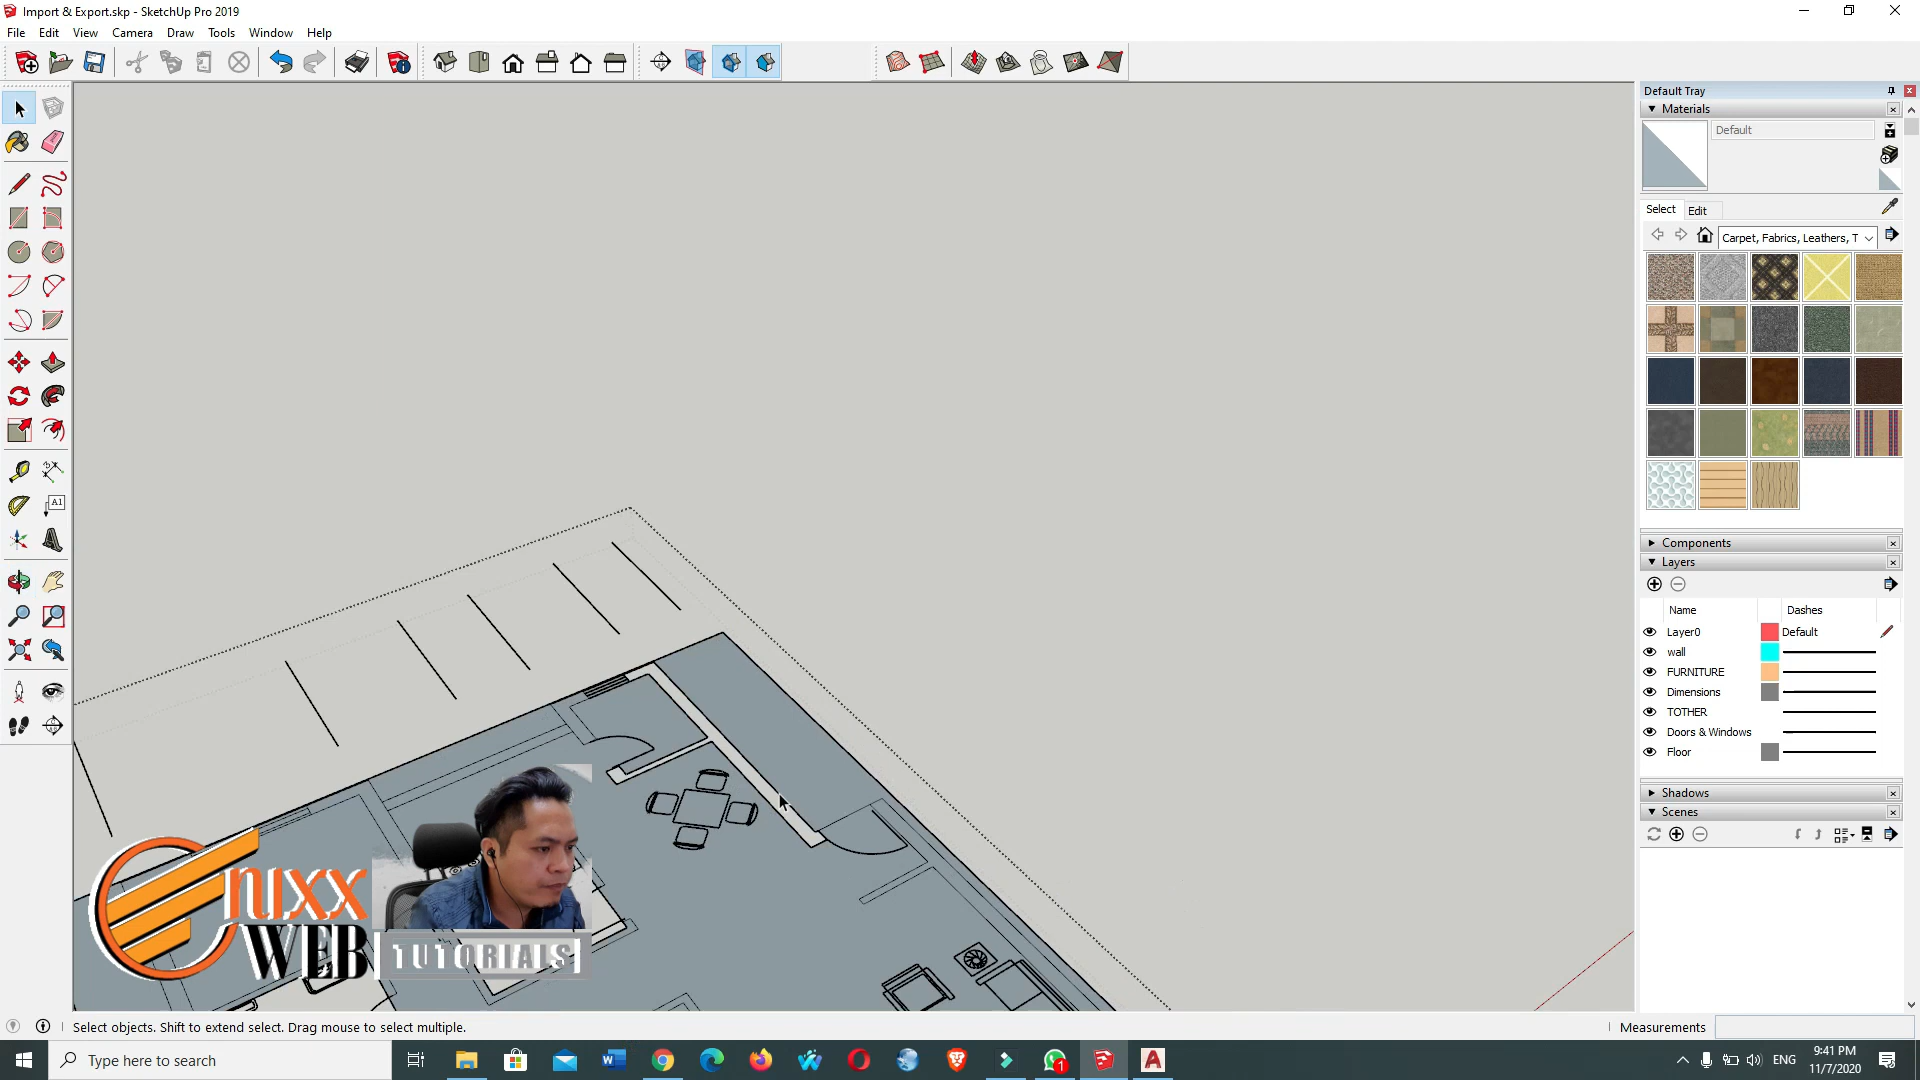 Import & Export.skp - SketchUp Pro 2019
File Edit View Camera Draw Tools Window Help
Default Tray
Materials
Default
Select Edit
Carpet, Fabrics, Leathers, T
Components
Layers
Name Dashes
Layer0 Default
wall
FURNITURE
Dimensions
TOTHER
Doors & Windows
Floor
Shadows
Scenes
A1
ENIXX
WEB
TUTORIALS
Select objects. Shift to extend select. Drag mouse to select multiple.
Measurements
Type here to search
1
ENG
9:41 PM
11/7/2020